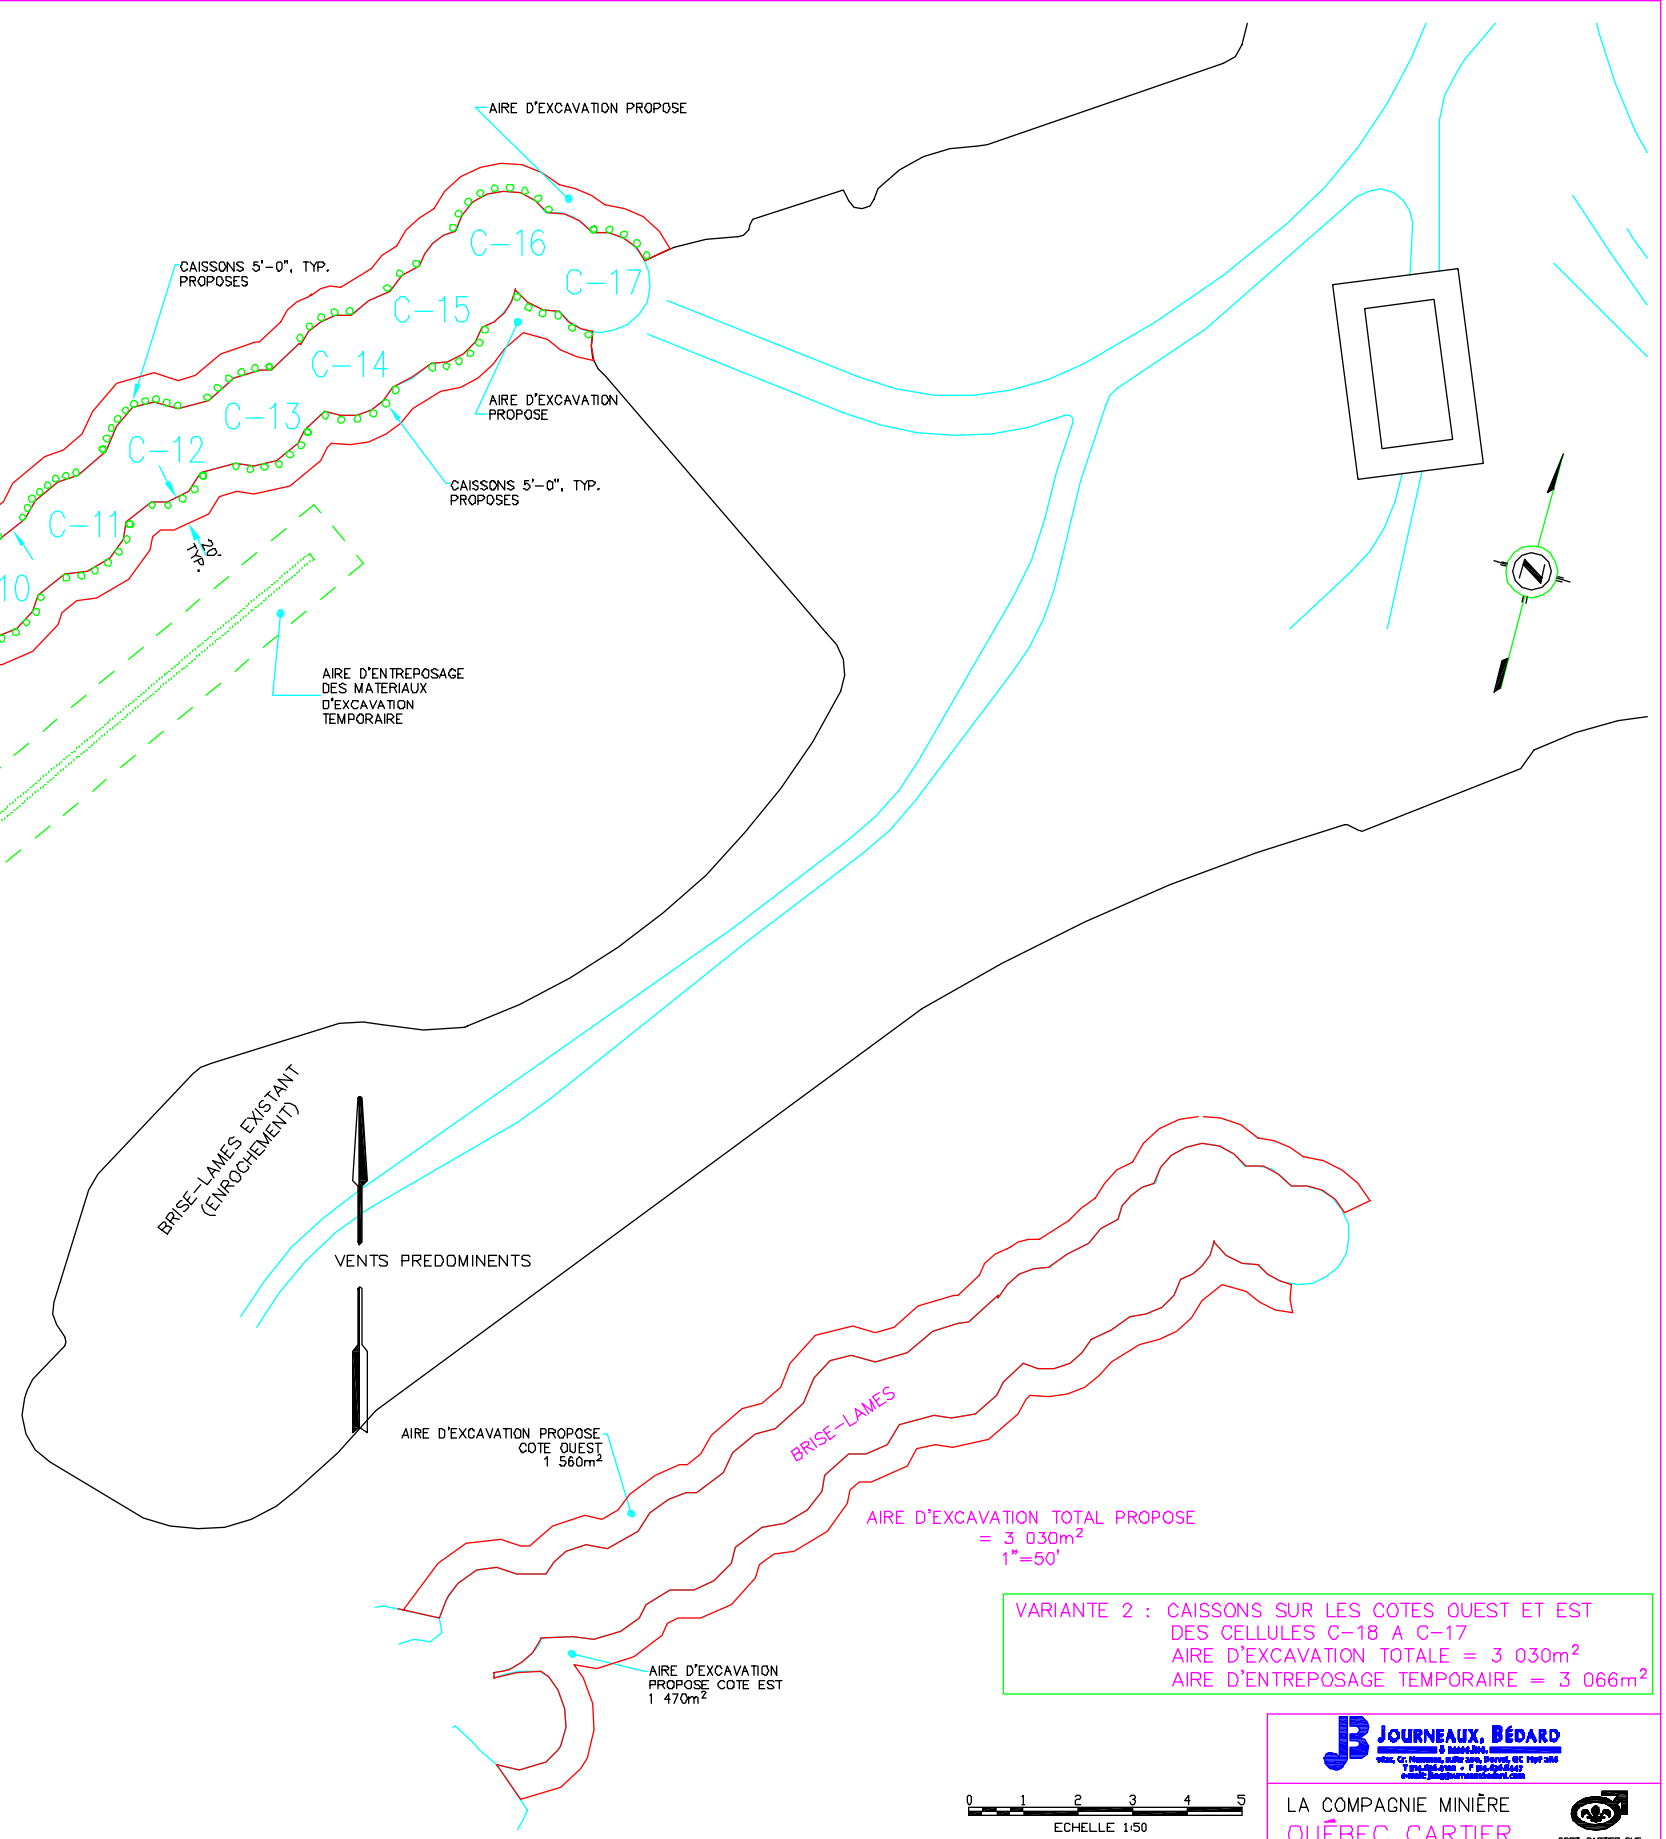 AIRE D'EXCAVATION PROPOSE
C-16
CAISSONS 5'-0", TYP.
PROPOSES
C-17
C-15
C-14
AIRE D'EXCAVATION
PROPOSE
C-13
C-12
CAISSONS 5'-0", TYP.
PROPOSES
C-11
20'
TYP.
10
N
AIRE D'ENTREPOSAGE
DES MATERIAUX
D'EXCAVATION
TEMPORAIRE
BRISE-LAMES EXISTANT
(ENROCHEMENT)
VENTS PREDOMINENTS
BRISE-LAMES
AIRE D'EXCAVATION PROPOSE
COTE OUEST
1 560m²
AIRE D'EXCAVATION TOTAL PROPOSE
= 3 030m²
1"=50'
VARIANTE 2 : CAISSONS SUR LES COTES OUEST ET EST
DES CELLULES C-18 A C-17
AIRE D'EXCAVATION TOTALE = 3 030m²
AIRE D'ENTREPOSAGE TEMPORAIRE = 3 066m²
AIRE D'EXCAVATION
PROPOSE COTE EST
1 470m²
JB JOURNEAUX, BÉDARD
0 1 2 3 4 5
ECHELLE 1:50
LA COMPAGNIE MINIÈRE
QUÉBEC CARTIER